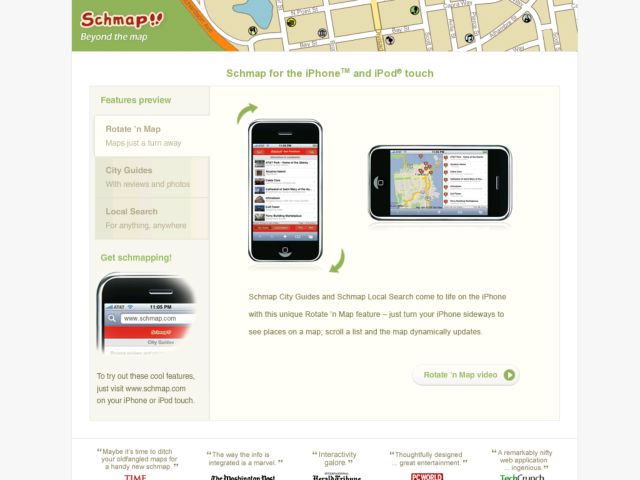 Schmap!!
Beyond the map
Schmap for the iPhone™ and iPod® touch
Features preview
Rotate 'n Map
Maps just a turn away
City Guides
With reviews and photos
Local Search
For anything, anywhere
Get schmapping!
AT&T 11:05 PM
www.schmap.com
Schmap!!
City Guides
To try out these cool features,
just visit www.schmap.com
on your iPhone or iPod touch.
Schmap City Guides and Schmap Local Search come to life on the iPhone
with this unique Rotate 'n Map feature – just turn your iPhone sideways to
see places on a map; scroll a list and the map dynamically updates.
Rotate 'n Map video
“Maybe it's time to ditch
your oldfangled maps for
a handy new schmap.”
TIME
“The way the info is
integrated is a marvel.”
The Washington Post
“Interactivity
galore.”
INTERNATIONAL
Herald Tribune
“Thoughtfully designed
... great entertainment.”
PC WORLD
“A remarkably nifty
web application
... ingenious.”
TechCrunch